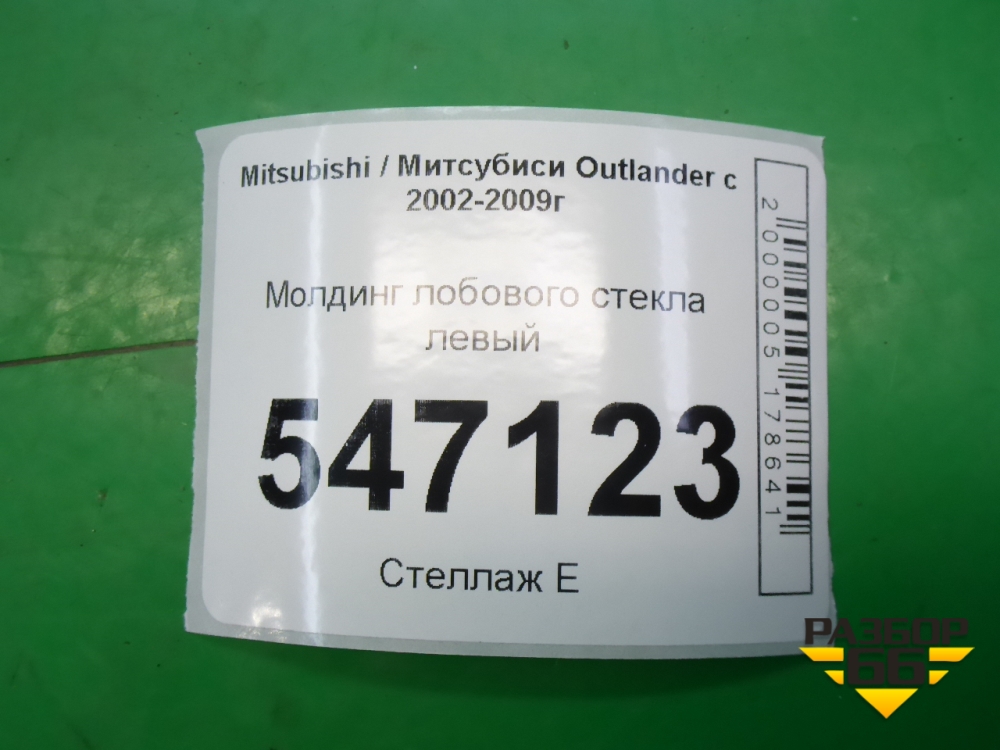 Mitsubishi / Митсубиси Outlander с
2002-2009г
Молдинг лобового стекла
левый
547123
Стеллаж Е
2000005178641
РАЗБОР
66